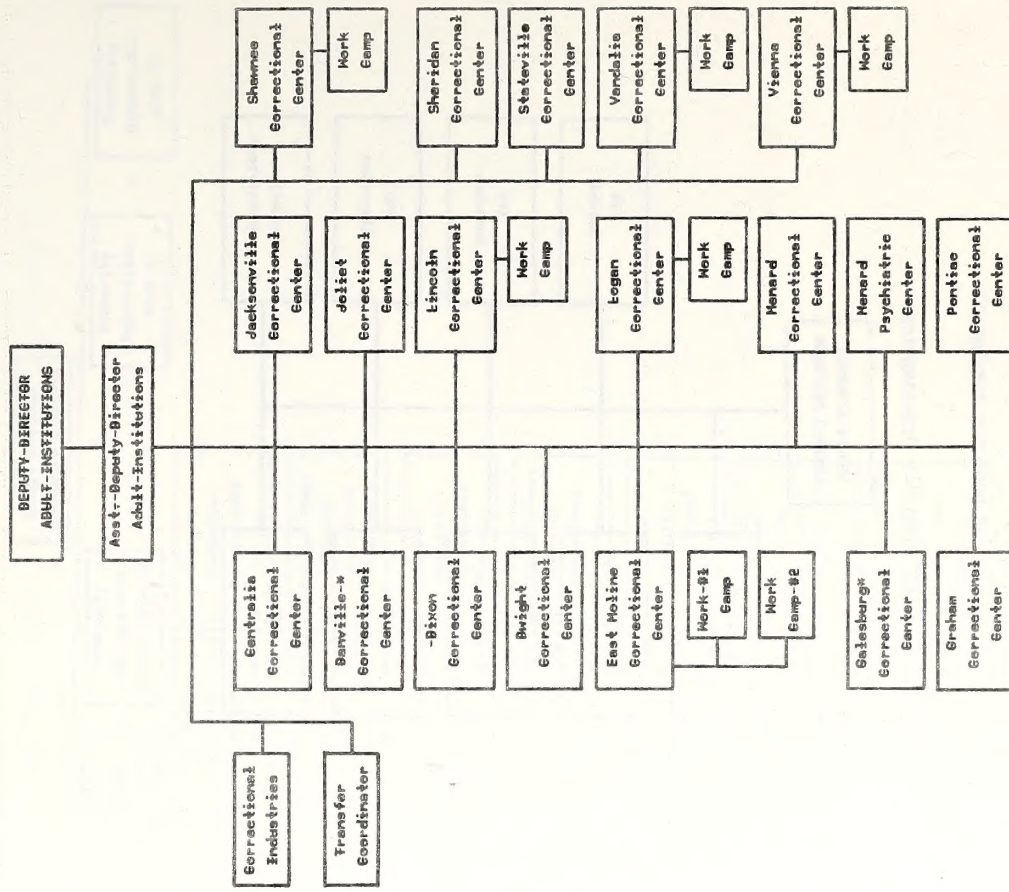 DEPUTY-DIRECTOR
ADULT-INSTITUTIONS
Asst.-Deputy-Director
Adult-Institutions
Correctional
Industries
Transfer
Coordinator
Centralia
Correctional
Center
Danville-*
Correctional
Center
-Dixon
Correctional
Center
Dwight
Correctional
Center
East Moline
Correctional
Center
Work-#1
Camp
Work
Camp-#2
Galesburg*
Correctional
Center
Graham
Correctional
Center
Jacksonville
Correctional
Center
Joliet
Correctional
Center
Lincoln
Correctional
Center
Work
Camp
Logan
Correctional
Center
Work
Camp
Menard
Correctional
Center
Menard
Psychiatric
Center
Pontiac
Correctional
Center
Shawnee
Correctional
Center
Work
Camp
Sheridan
Correctional
Center
Stateville
Correctional
Center
Vandalia
Correctional
Center
Work
Camp
Vienna
Correctional
Center
Work
Camp